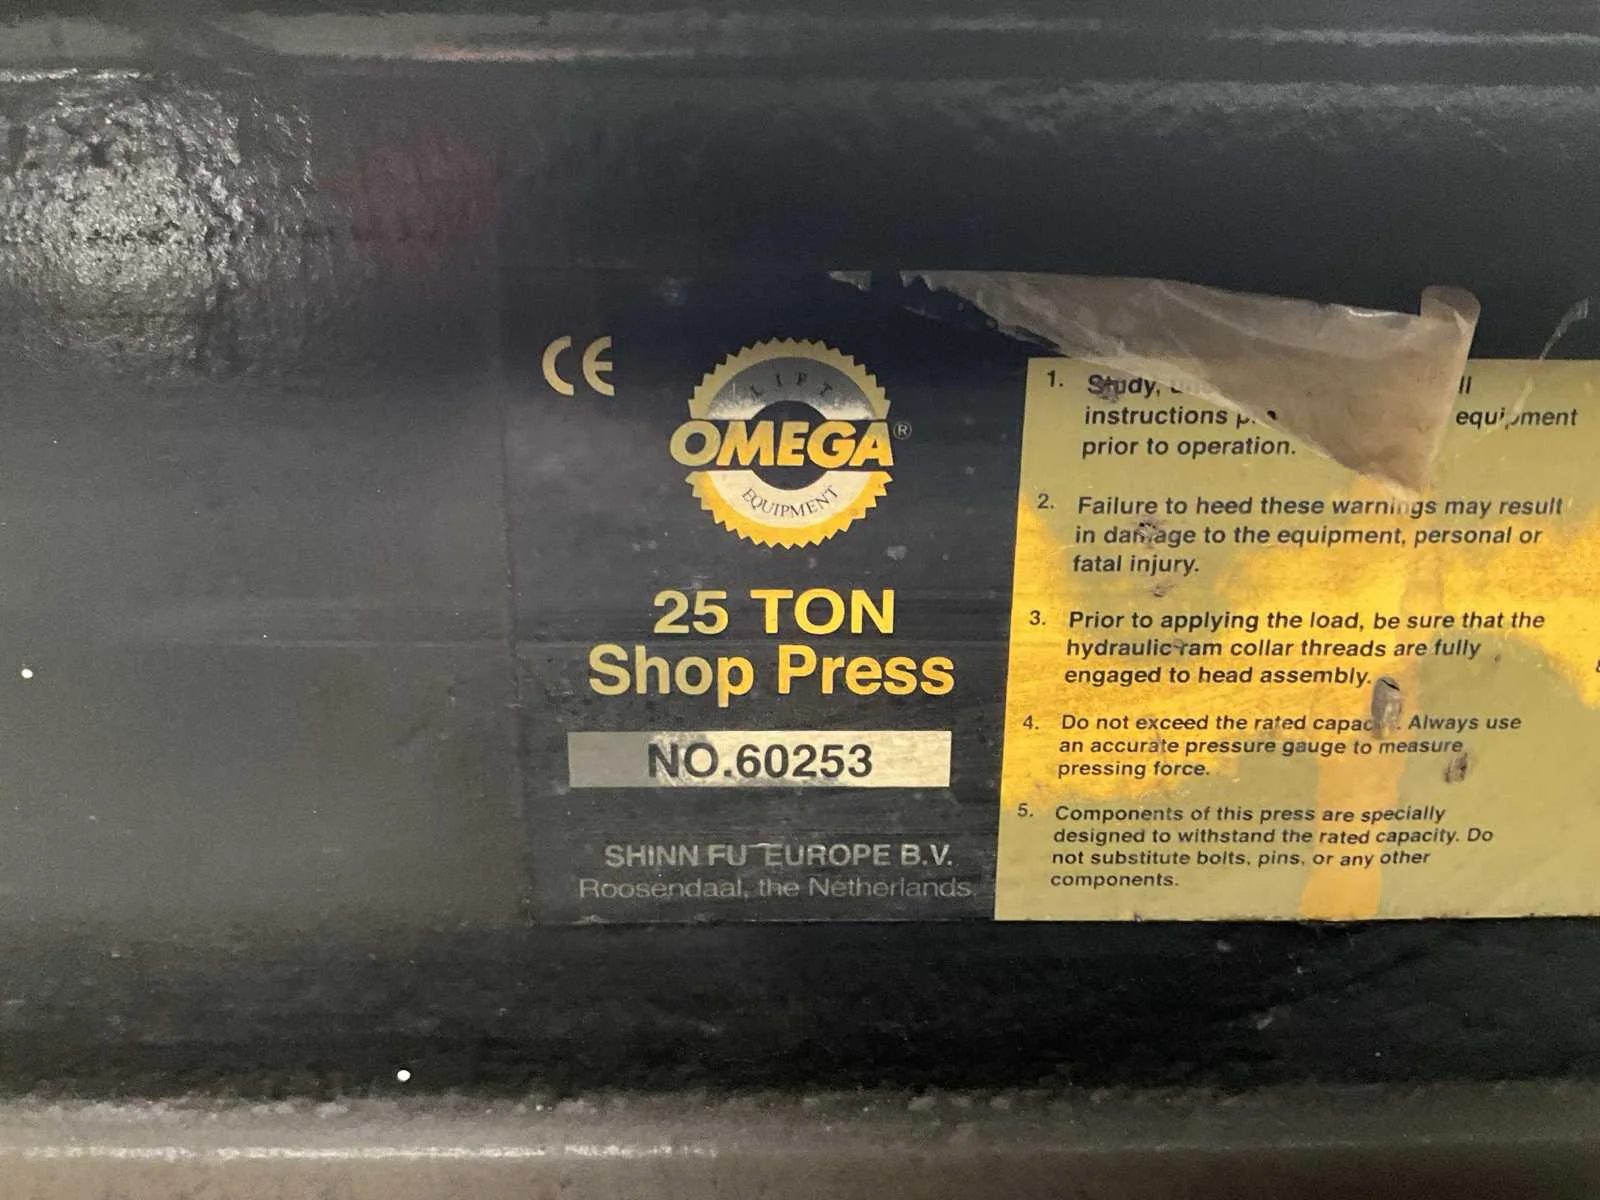 CE
LIFT
OMEGA®
EQUIPMENT
25 TON
Shop Press
NO.60253
SHINN FU EUROPE B.V.
Roosendaal, the Netherlands
1. Study,
instructions equipment
prior to operation.
2. Failure to heed these warnings may result
in damage to the equipment, personal or
fatal injury.
3. Prior to applying the load, be sure that the
hydraulic ram collar threads are fully
engaged to head assembly.
4. Do not exceed the rated capacity. Always use
an accurate pressure gauge to measure
pressing force.
5. Components of this press are specially
designed to withstand the rated capacity. Do
not substitute bolts, pins, or any other
components.